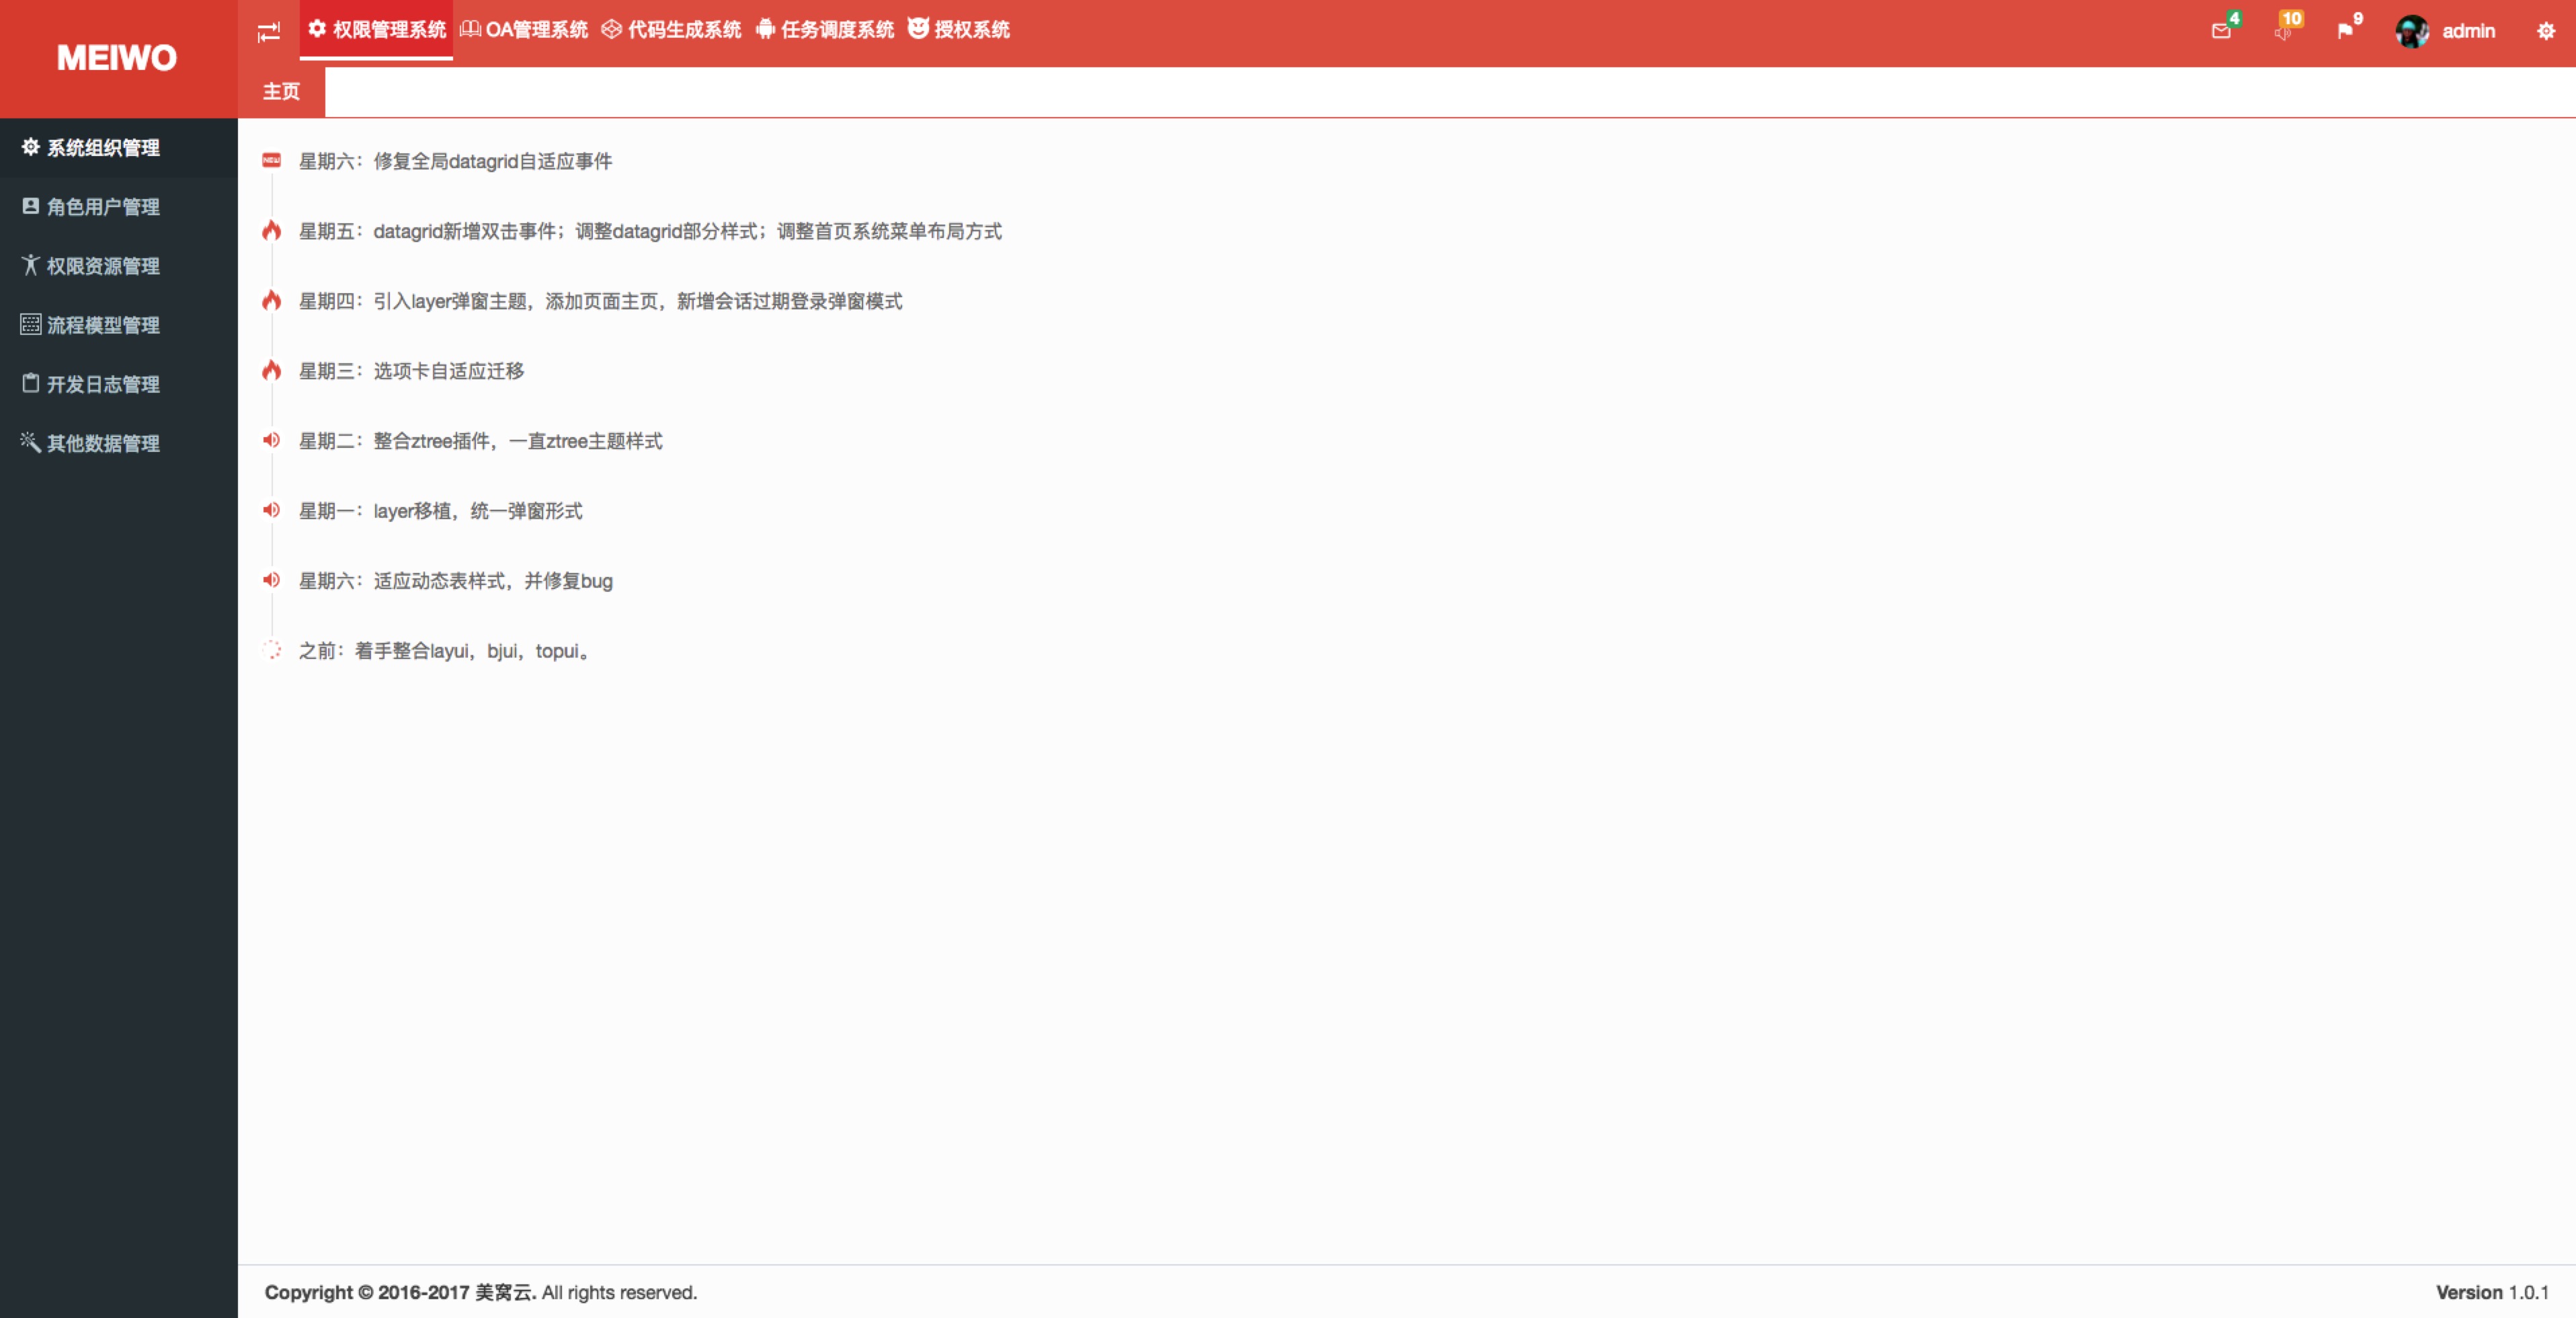 MEIWO
权限管理系统 OA管理系统 代码生成系统 任务调度系统 授权系统
4 10 9 admin
主页
系统组织管理
角色用户管理
权限资源管理
流程模型管理
开发日志管理
其他数据管理
NEW 星期六：修复全局datagrid自适应事件
星期五：datagrid新增双击事件；调整datagrid部分样式；调整首页系统菜单布局方式
星期四：引入layer弹窗主题，添加页面主页，新增会话过期登录弹窗模式
星期三：选项卡自适应迁移
星期二：整合ztree插件，一直ztree主题样式
星期一：layer移植，统一弹窗形式
星期六：适应动态表样式，并修复bug
之前：着手整合layui，bjui，topui。
Copyright © 2016-2017 美窝云. All rights reserved.
Version 1.0.1